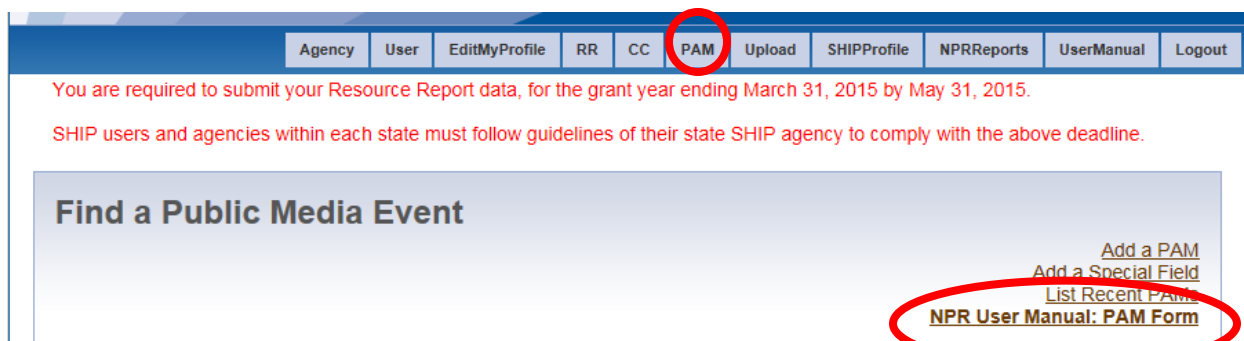 Agency User EditMyProfile RR CC PAM Upload SHIPProfile NPRReports UserManual Logout
You are required to submit your Resource Report data, for the grant year ending March 31, 2015 by May 31, 2015.
SHIP users and agencies within each state must follow guidelines of their state SHIP agency to comply with the above deadline.
Find a Public Media Event
Add a PAM
Add a Special Field
List Recent PAMs
NPR User Manual: PAM Form